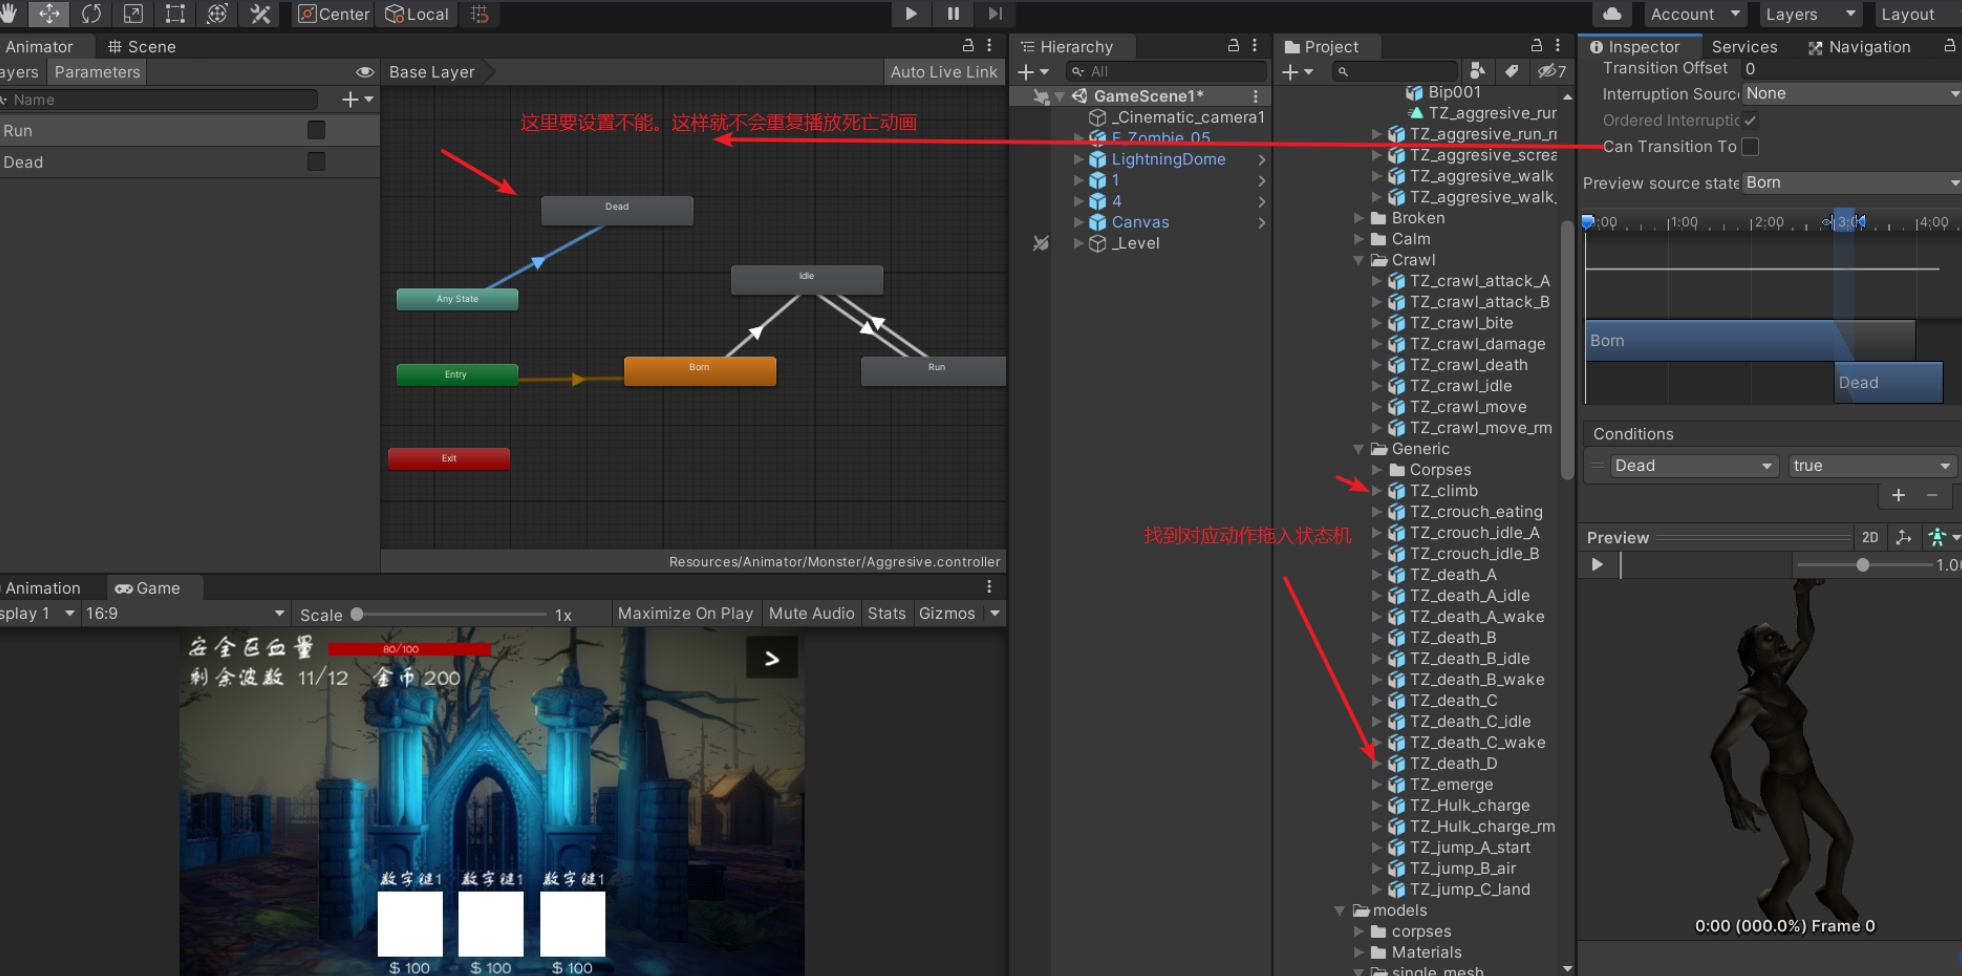 Center
Local
Account
Layers
Layout
Animator
Scene
ayers
Parameters
Base Layer
Auto Live Link
Name
Run
Dead
这里要设置不能。这样就不会重复播放死亡动画
Dead
Any State
Idle
Entry
Born
Run
Exit
Resources/Animator/Monster/Aggresive.controller
Animation
Game
splay 1
16:9
Scale
1x
Maximize On Play
Mute Audio
Stats
Gizmos
安全区血量
80/100
剩余波数 11/12 金币 200
>
数字键1 数字键1 数字键1
$ 100 $ 100 $ 100
Hierarchy
All
GameScene1*
_Cinematic_camera1
F_Zombie_05
LightningDome
1
4
Canvas
_Level
找到对应动作拖入状态机
Project
7
Bip001
TZ_aggresive_run
TZ_aggresive_run_r
TZ_aggresive_screa
TZ_aggresive_walk
TZ_aggresive_walk_
Broken
Calm
Crawl
TZ_crawl_attack_A
TZ_crawl_attack_B
TZ_crawl_bite
TZ_crawl_damage
TZ_crawl_death
TZ_crawl_idle
TZ_crawl_move
TZ_crawl_move_rm
Generic
Corpses
TZ_climb
TZ_crouch_eating
TZ_crouch_idle_A
TZ_crouch_idle_B
TZ_death_A
TZ_death_A_idle
TZ_death_A_wake
TZ_death_B
TZ_death_B_idle
TZ_death_B_wake
TZ_death_C
TZ_death_C_idle
TZ_death_C_wake
TZ_death_D
TZ_emerge
TZ_Hulk_charge
TZ_Hulk_charge_rm
TZ_jump_A_start
TZ_jump_B_air
TZ_jump_C_land
models
corpses
Materials
single_mesh
Inspector
Services
Navigation
Transition Offset 0
Interruption Sourc None
Ordered Interruptic
Can Transition To
Preview source state Born
:00 1:00 2:00 3:0 4:00
Born
Dead
Conditions
Dead true
+ −
Preview
2D
1.0
0:00 (000.0%) Frame 0